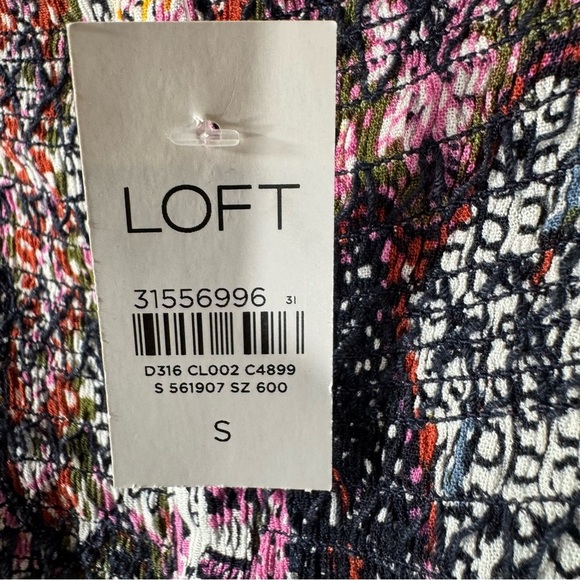 LOFT
31556996 31
D316 CL002 C4899
S 561907 SZ 600
S